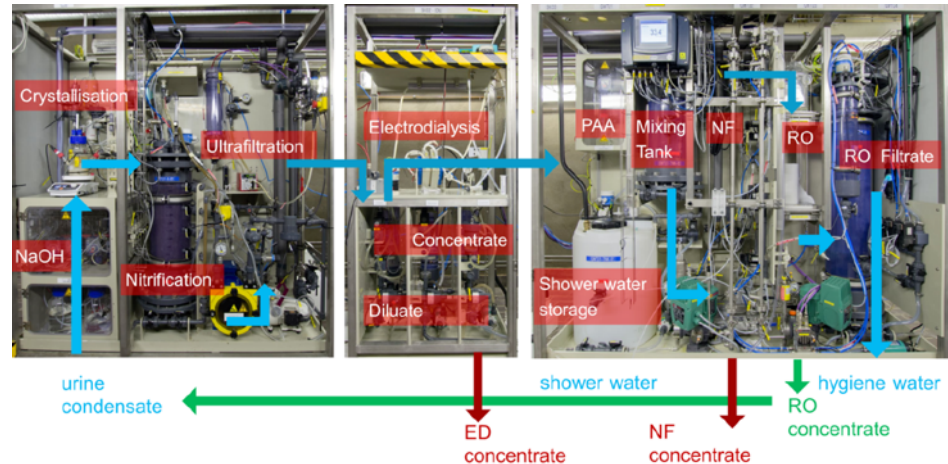 Crystallisation
Ultrafiltration
NaOH
Nitrification
Electrodialysis
Concentrate
Diluate
PAA
Mixing
Tank
NF
RO
RO Filtrate
Shower water
storage
urine
condensate
shower water
hygiene water
ED
concentrate
NF
concentrate
RO
concentrate